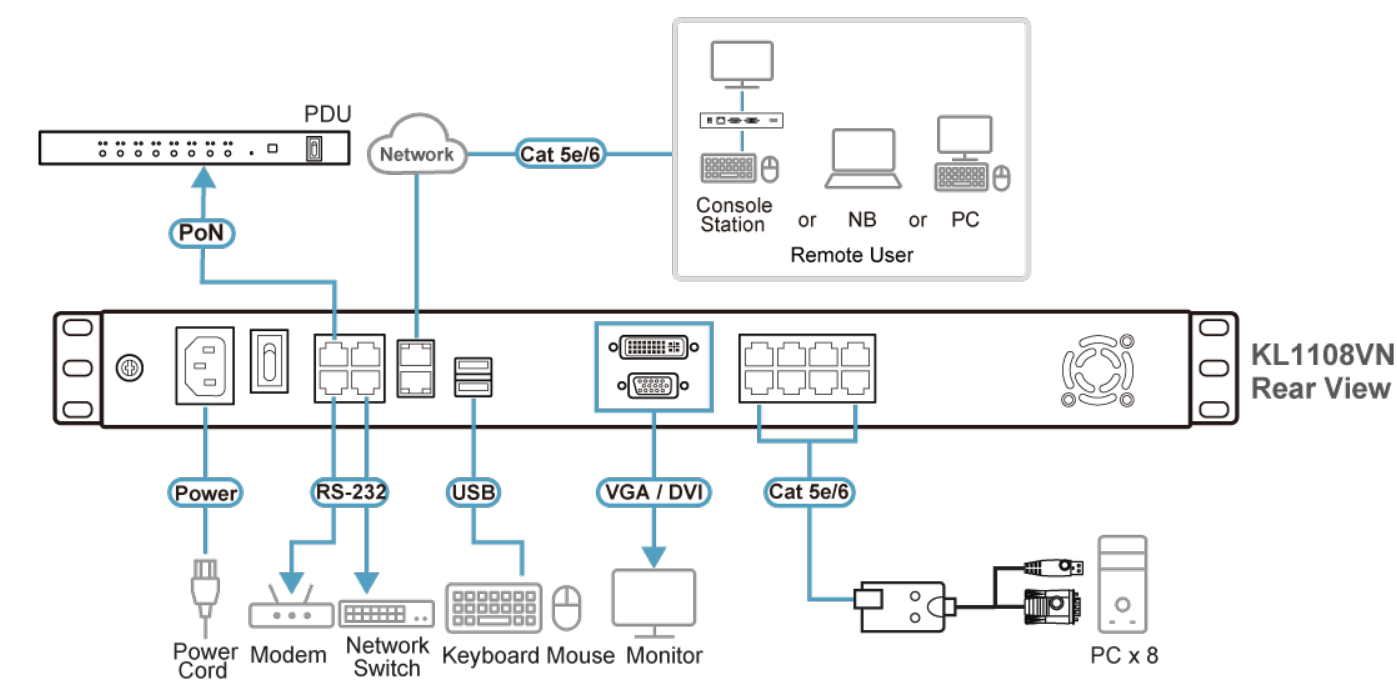 PDU
Network
Cat 5e/6
Console
Station
or
NB
or
PC
Remote User
PoN
KL1108VN
Rear View
Power
RS-232
USB
VGA / DVI
Cat 5e/6
Power
Cord
Modem
Network
Switch
Keyboard Mouse
Monitor
PC x 8